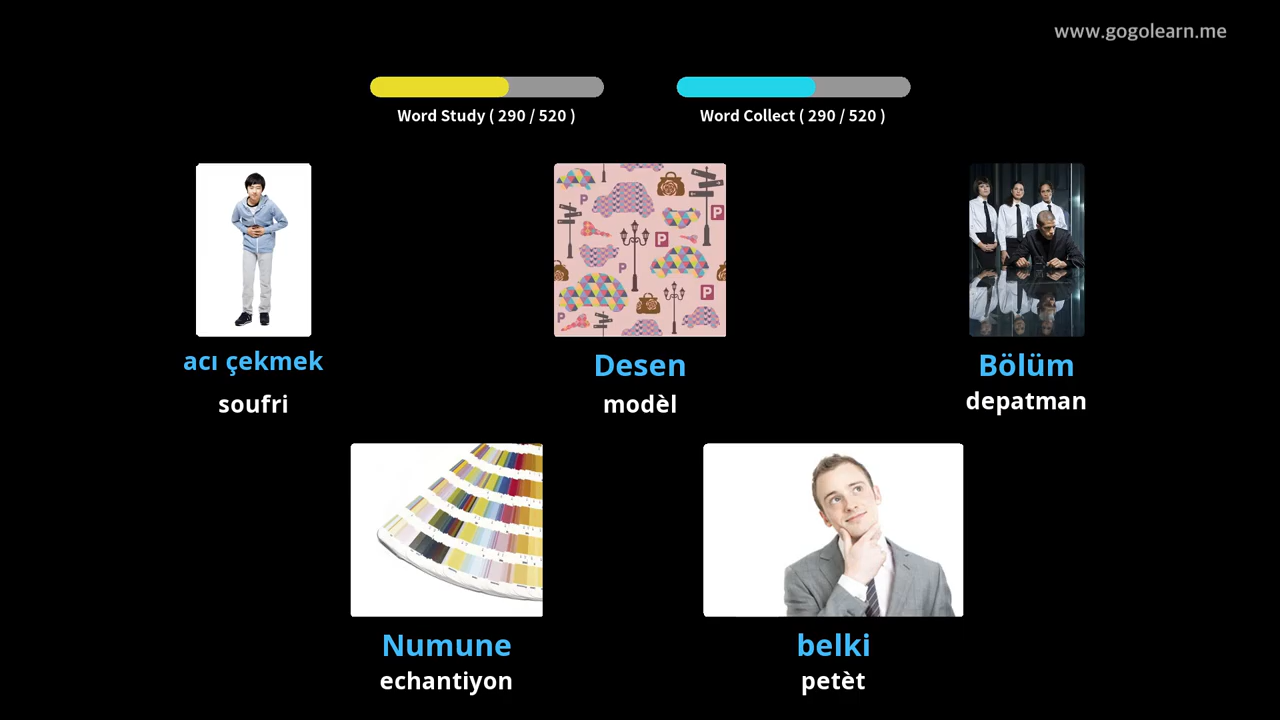 www.gogolearn.me
Word Study ( 290 / 520 )
Word Collect ( 290 / 520 )
P
P
P
P
P
P
acı çekmek
soufri
Desen
modèl
Bölüm
depatman
Numune
echantiyon
belki
petèt